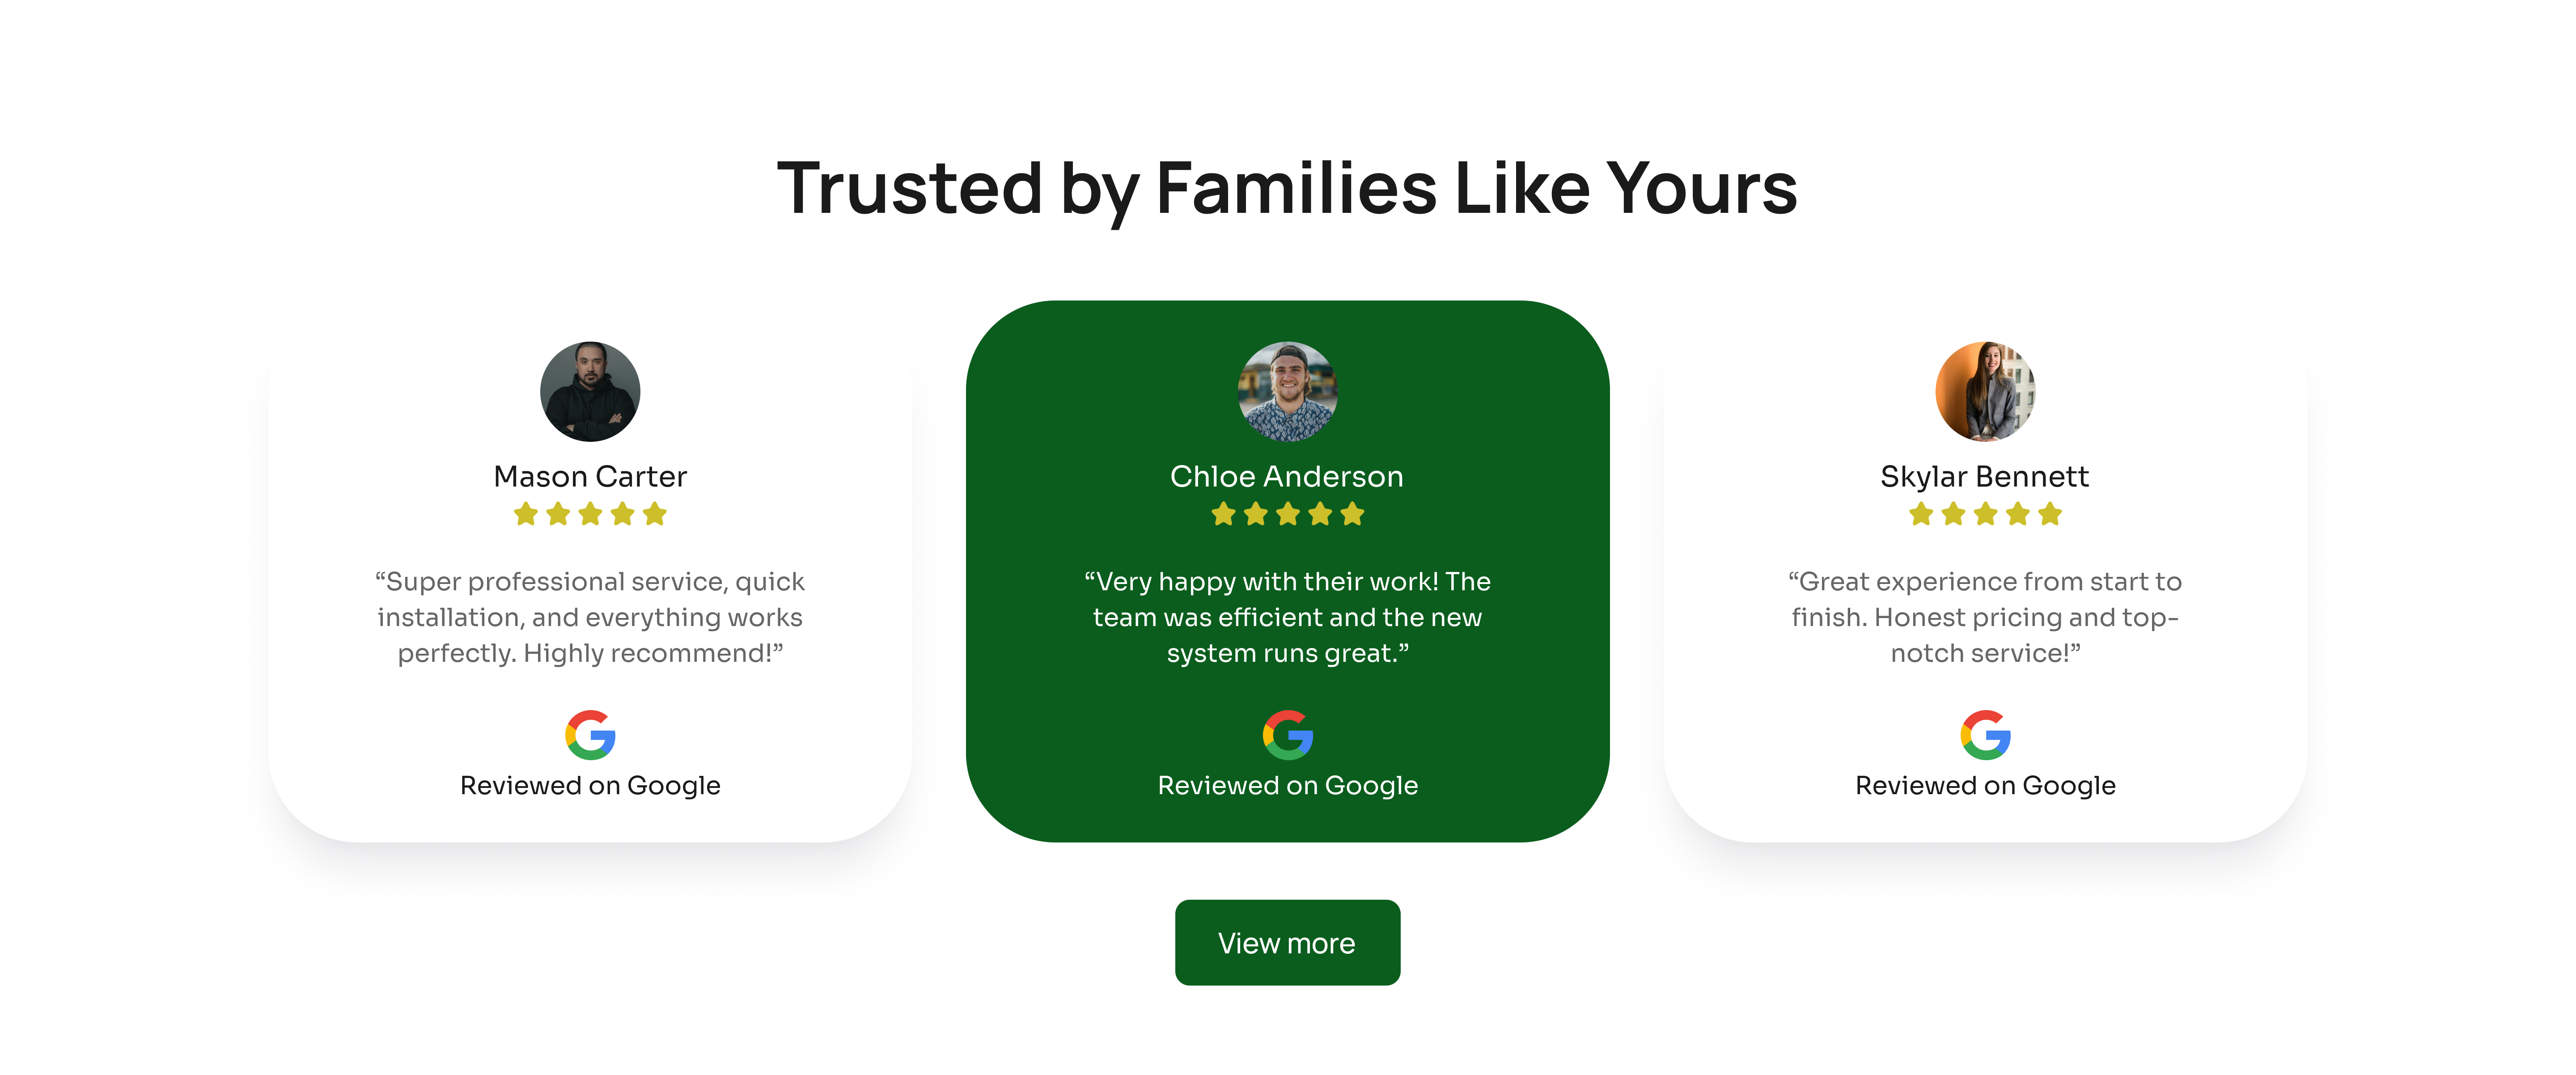 Trusted by Families Like Yours
Mason Carter
“Super professional service, quick
installation, and everything works
perfectly. Highly recommend!”
Reviewed on Google
Chloe Anderson
“Very happy with their work! The
team was efficient and the new
system runs great.”
Reviewed on Google
Skylar Bennett
“Great experience from start to
finish. Honest pricing and top-
notch service!”
Reviewed on Google
View more